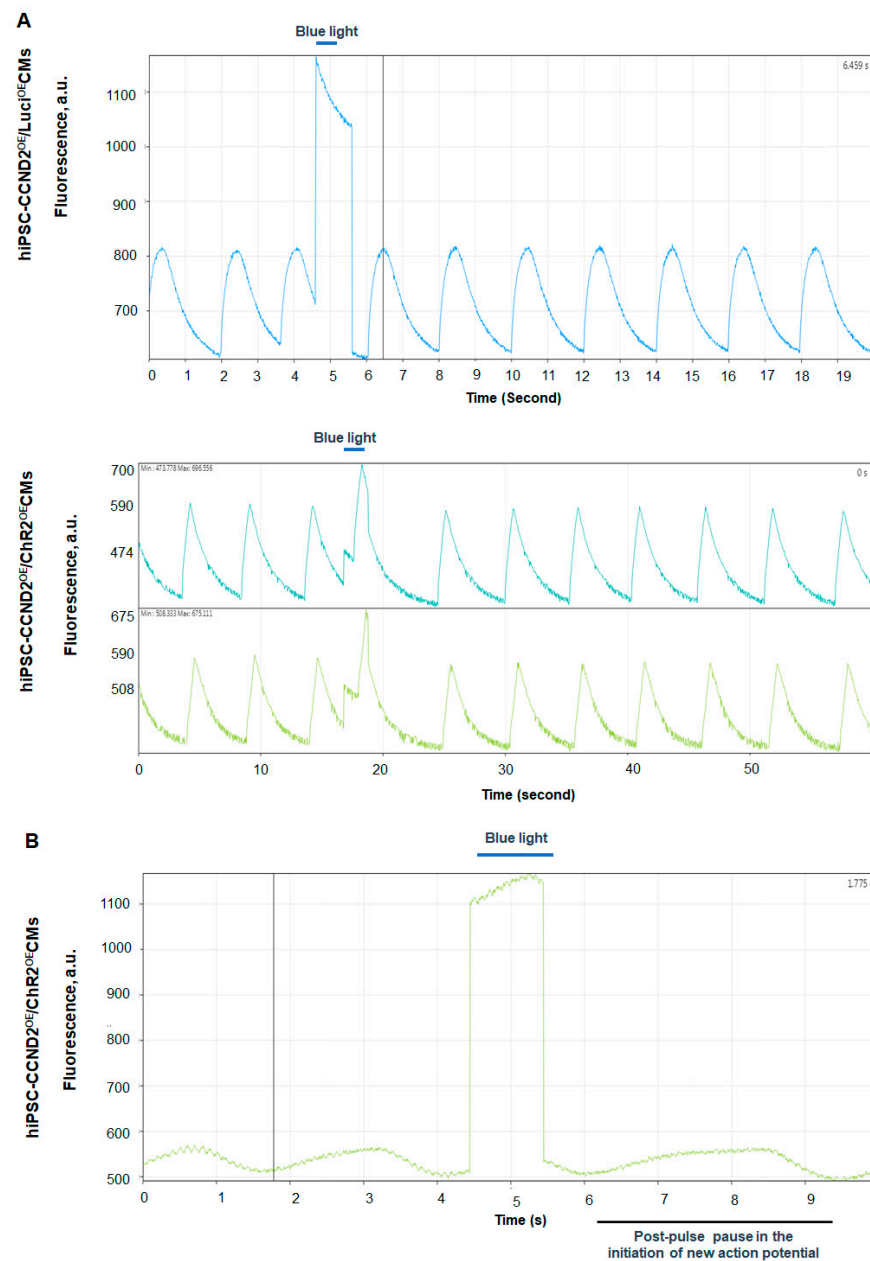 A
Blue light
hiPSC-CCND2ᴼᴱ/Luciᴼᴱ CMs
Fluorescence, a.u.
6.459 s
1100
1000
900
800
700
0 1 2 3 4 5 6 7 8 9 10 11 12 13 14 15 16 17 18 19
Time (Second)
Blue light
hiPSC-CCND2ᴼᴱ/ChR2ᴼᴱCMs
Fluorescence, a.u.
Min: 473.778 Max: 696.556
0 s
700
590
474
Min: 508.333 Max: 675.111
675
590
508
0 10 20 30 40 50
Time (second)
B
Blue light
hiPSC-CCND2ᴼᴱ/ChR2ᴼᴱCMs
Fluorescence, a.u.
1.775
1100
1000
900
800
700
600
500
0 1 2 3 4 5 6 7 8 9
Time (s)
Post-pulse pause in the
initiation of new action potential